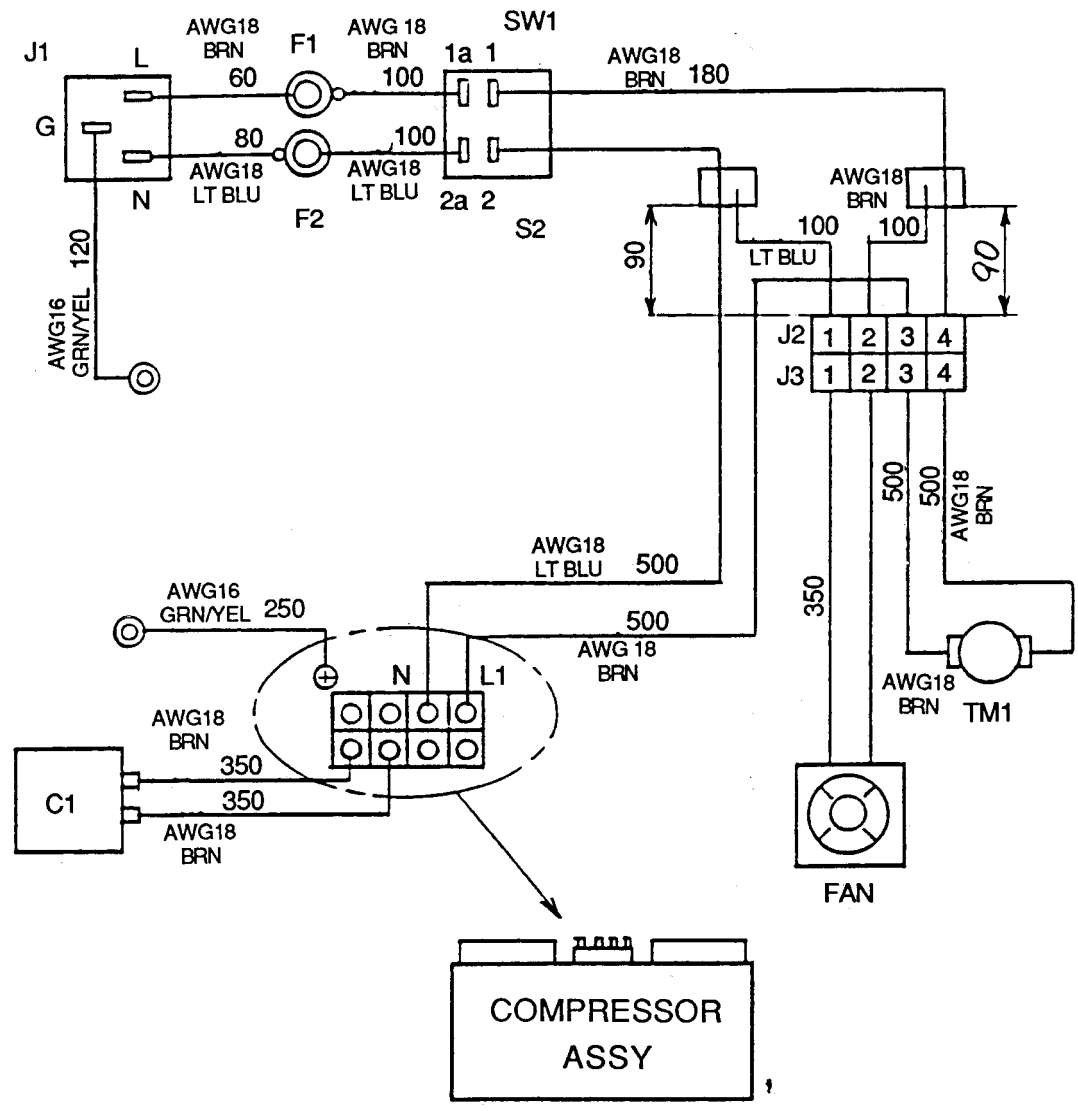 J1
L
AWG18
BRN
60
F1
AWG 18
BRN
100
SW1
1a 1
AWG18
BRN 180
G
80
AWG18
LT BLU
N
F2
100
AWG18
LT BLU
2a 2
S2
AWG18
BRN
120
AWG16
GRN/YEL
90
100
LT BLU
100
90
J2 1 2 3 4
J3 1 2 3 4
500
500
AWG18
BRN
AWG18
LT BLU 500
350
AWG16
GRN/YEL 250
500
AWG 18
BRN
N
L1
AWG18
BRN
TM1
AWG18
BRN
350
C1
350
AWG18
BRN
FAN
COMPRESSOR
ASSY